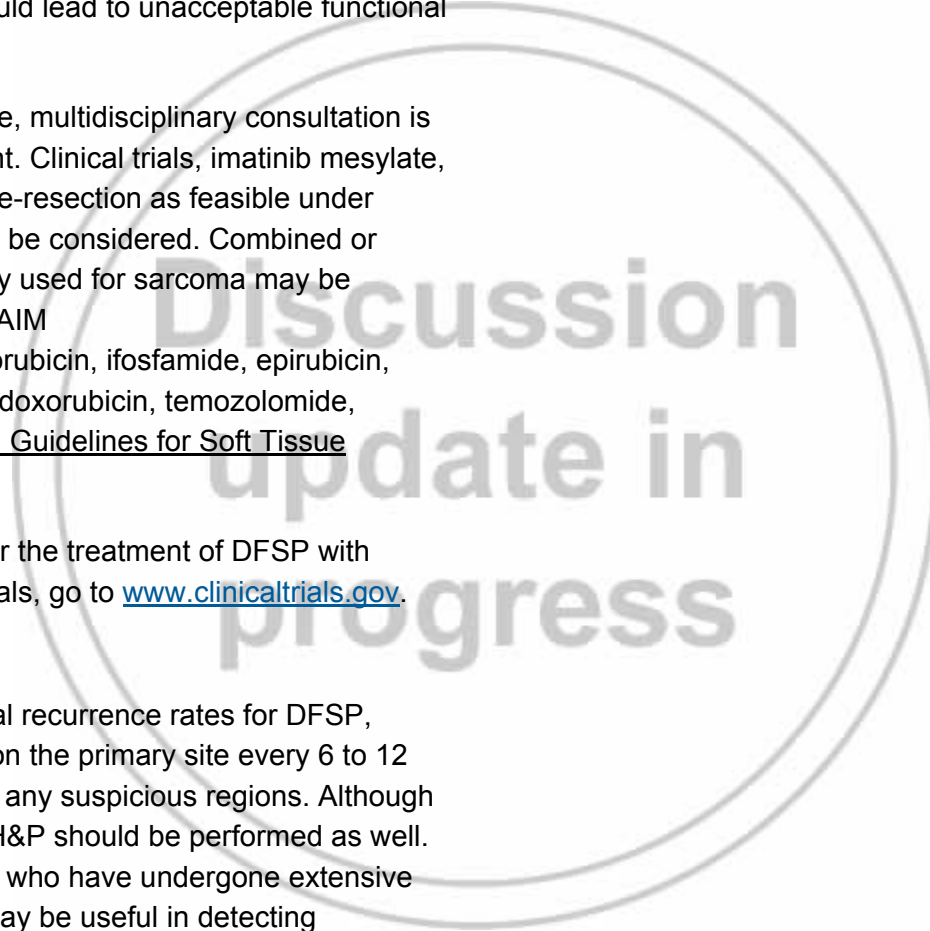 uld lead to unacceptable functional
e, multidisciplinary consultation is
nt. Clinical trials, imatinib mesylate,
e-resection as feasible under
be considered. Combined or
y used for sarcoma may be
AIM
orubicin, ifosfamide, epirubicin,
doxorubicin, temozolomide,
Guidelines for Soft Tissue
r the treatment of DFSP with
als, go to www.clinicaltrials.gov.
al recurrence rates for DFSP,
on the primary site every 6 to 12
any suspicious regions. Although
H&P should be performed as well.
who have undergone extensive
ay be useful in detecting
Discussion
update in
progress